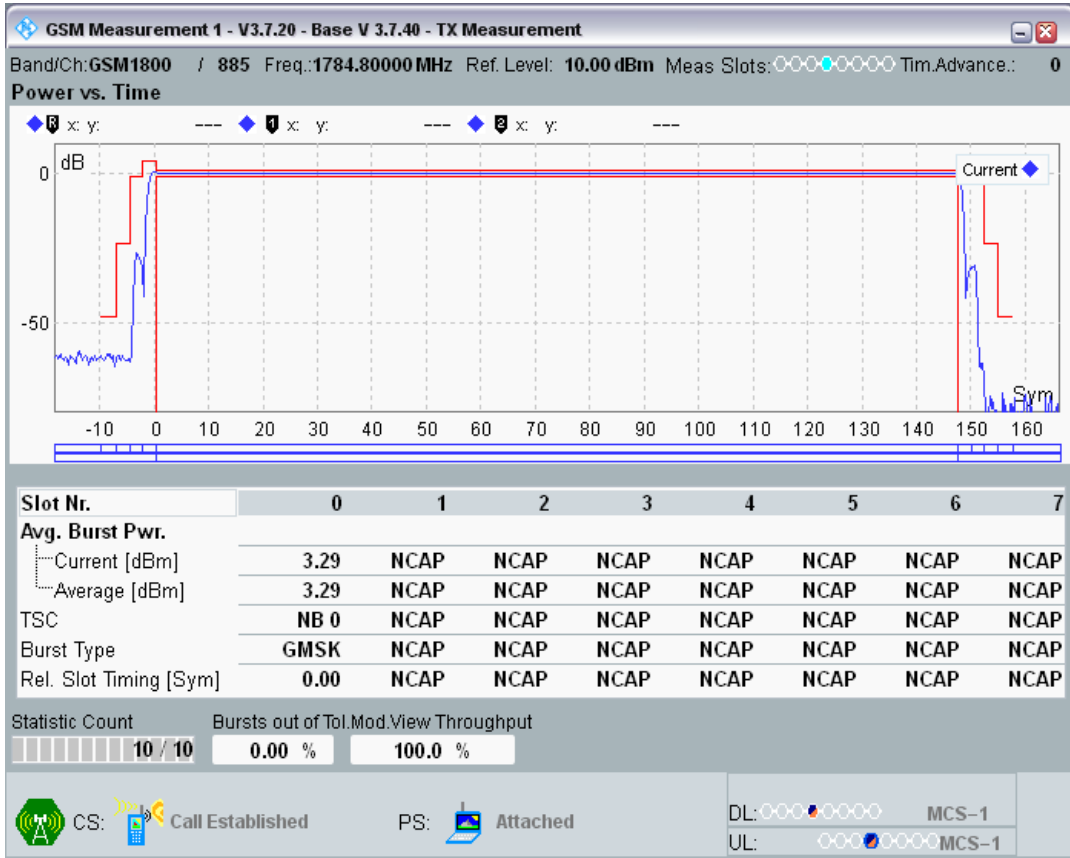 GSM Measurement 1 - V3.7.20 - Base V 3.7.40 - TX Measurement
Band/Ch:GSM1800 / 885 Freq.:1784.80000 MHz Ref. Level: 10.00 dBm Meas Slots: Tim.Advance.: 0
Power vs. Time
R x: y: --- 1 x: y: --- 2 x: y: ---
dB
0
Current
-50
Sym
-10 0 10 20 30 40 50 60 70 80 90 100 110 120 130 140 150 160
Slot Nr. 0 1 2 3 4 5 6 7
Avg. Burst Pwr.
Current [dBm] 3.29 NCAP NCAP NCAP NCAP NCAP NCAP NCAP
Average [dBm] 3.29 NCAP NCAP NCAP NCAP NCAP NCAP NCAP
TSC NB 0 NCAP NCAP NCAP NCAP NCAP NCAP NCAP
Burst Type GMSK NCAP NCAP NCAP NCAP NCAP NCAP NCAP
Rel. Slot Timing [Sym] 0.00 NCAP NCAP NCAP NCAP NCAP NCAP NCAP
Statistic Count Bursts out of Tol. Mod.View Throughput
10 / 10 0.00 % 100.0 %
CS: Call Established PS: Attached
DL: MCS-1
UL: MCS-1